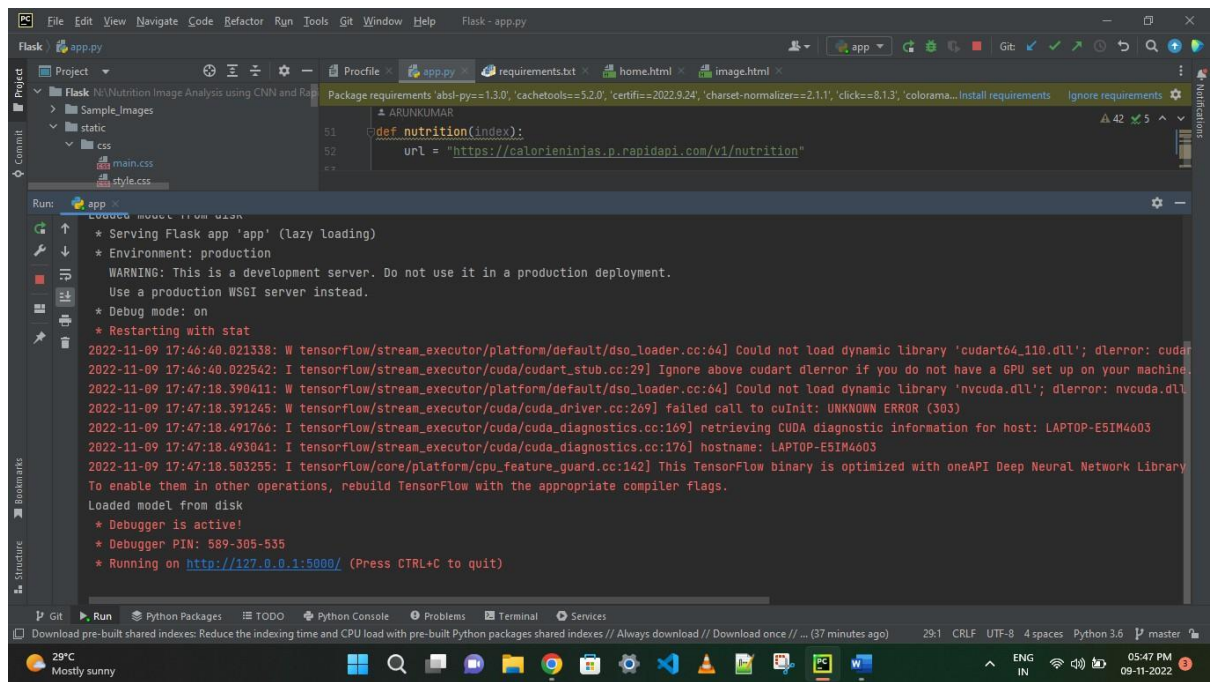 PC File Edit View Navigate Code Refactor Run Tools Git Window Help Flask - app.py
Flask app.py app Git:
Project Procfile app.py requirements.txt home.html image.html
Flask N:\Nutrition Image Analysis using CNN and Rap
Package requirements 'absl-py==1.3.0', 'cachetools==5.2.0', 'certifi==2022.9.24', 'charset-normalizer==2.1.1', 'click==8.1.3', 'colorama... Install requirements Ignore requirements
Sample_Images
static
css
main.css
style.css
ARUNKUMAR
42 5
51 def nutrition(index):
52 url = "https://calorieninjas.p.rapidapi.com/v1/nutrition"
Project
Commit
Bookmarks
Structure
Notifications
Run: app
Loaded model from disk
* Serving Flask app 'app' (lazy loading)
* Environment: production
WARNING: This is a development server. Do not use it in a production deployment.
Use a production WSGI server instead.
* Debug mode: on
* Restarting with stat
2022-11-09 17:46:40.021338: W tensorflow/stream_executor/platform/default/dso_loader.cc:64] Could not load dynamic library 'cudart64_110.dll'; dlerror: cudar
2022-11-09 17:46:40.022542: I tensorflow/stream_executor/cuda/cudart_stub.cc:29] Ignore above cudart dlerror if you do not have a GPU set up on your machine.
2022-11-09 17:47:18.390411: W tensorflow/stream_executor/platform/default/dso_loader.cc:64] Could not load dynamic library 'nvcuda.dll'; dlerror: nvcuda.dll
2022-11-09 17:47:18.391245: W tensorflow/stream_executor/cuda/cuda_driver.cc:269] failed call to cuInit: UNKNOWN ERROR (303)
2022-11-09 17:47:18.491766: I tensorflow/stream_executor/cuda/cuda_diagnostics.cc:169] retrieving CUDA diagnostic information for host: LAPTOP-E5IM4603
2022-11-09 17:47:18.493041: I tensorflow/stream_executor/cuda/cuda_diagnostics.cc:176] hostname: LAPTOP-E5IM4603
2022-11-09 17:47:18.503255: I tensorflow/core/platform/cpu_feature_guard.cc:142] This TensorFlow binary is optimized with oneAPI Deep Neural Network Library
To enable them in other operations, rebuild TensorFlow with the appropriate compiler flags.
Loaded model from disk
* Debugger is active!
* Debugger PIN: 589-305-535
* Running on http://127.0.0.1:5000/ (Press CTRL+C to quit)
Git Run Python Packages TODO Python Console Problems Terminal Services
Download pre-built shared indexes: Reduce the indexing time and CPU load with pre-built Python packages shared indexes // Always download // Download once // ... (37 minutes ago) 29:1 CRLF UTF-8 4 spaces Python 3.6 master
29°C
Mostly sunny
ENG
IN
05:47 PM
09-11-2022
3